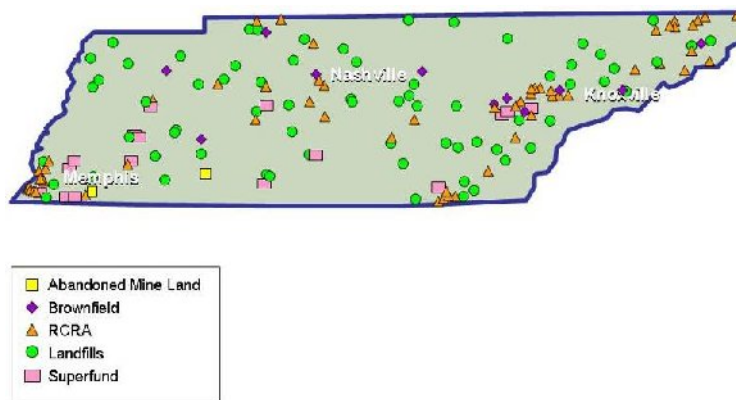 Nashville
Knoxville
Memphis
Abandoned Mine Land
Brownfield
RCRA
Landfills
Superfund